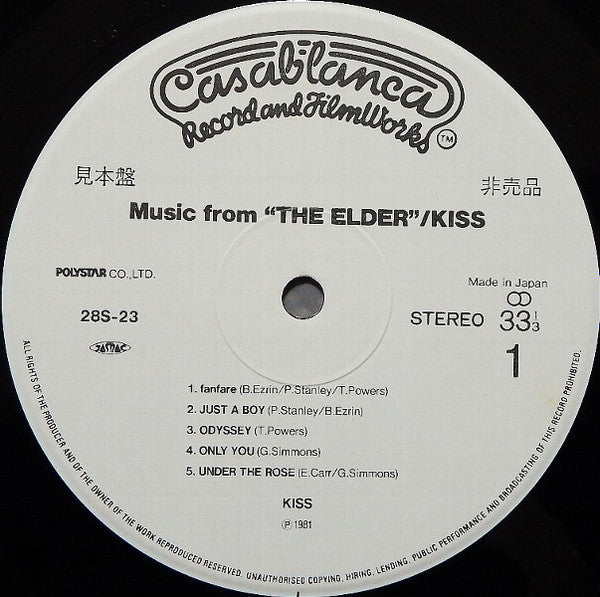 Casablanca
Record and FilmWorks TM
見本盤
非売品
Music from “THE ELDER”/KISS
POLYSTAR CO.,LTD.
Made in Japan
28S-23
STEREO 33 1/3
JASRAC
1
1. fanfare (B.Ezrin/P.Stanley/T.Powers)
2. JUST A BOY (P.Stanley/B.Ezrin)
3. ODYSSEY (T.Powers)
4. ONLY YOU (G.Simmons)
5. UNDER THE ROSE (E.Carr/G.Simmons)
KISS
Ⓟ 1981
ALL RIGHTS OF THE PRODUCER AND OF THE OWNER OF THE WORK REPRODUCED RESERVED. UNAUTHORISED COPYING, HIRING, LENDING, PUBLIC PERFORMANCE AND BROADCASTING OF THIS RECORD PROHIBITED.